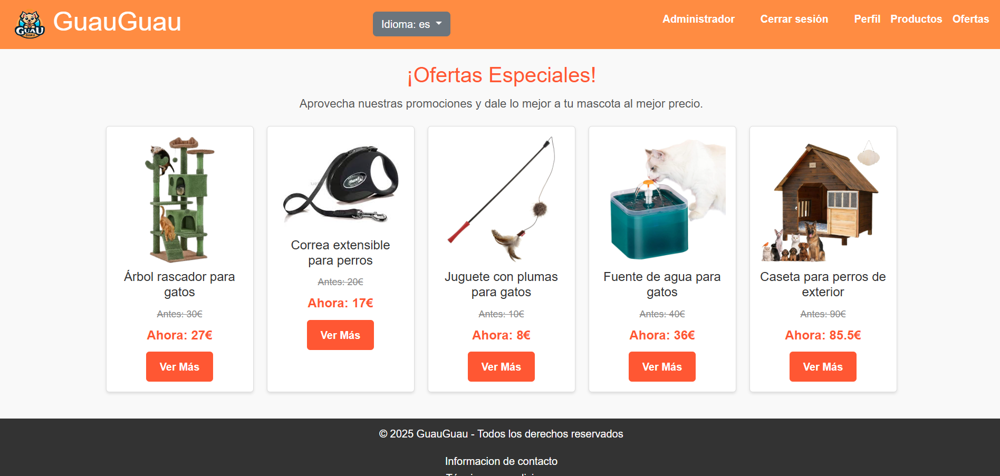 GUAU
GUAU
GuauGuau
Idioma: es
Administrador
Cerrar sesión
Perfil
Productos
Ofertas
¡Ofertas Especiales!
Aprovecha nuestras promociones y dale lo mejor a tu mascota al mejor precio.
Árbol rascador para
gatos
Antes: 30€
Ahora: 27€
Ver Más
flexi
Correa extensible
para perros
Antes: 20€
Ahora: 17€
Ver Más
Juguete con plumas
para gatos
Antes: 10€
Ahora: 8€
Ver Más
Fuente de agua para
gatos
Antes: 40€
Ahora: 36€
Ver Más
Caseta para perros de
exterior
Antes: 90€
Ahora: 85.5€
Ver Más
© 2025 GuauGuau - Todos los derechos reservados
Informacion de contacto